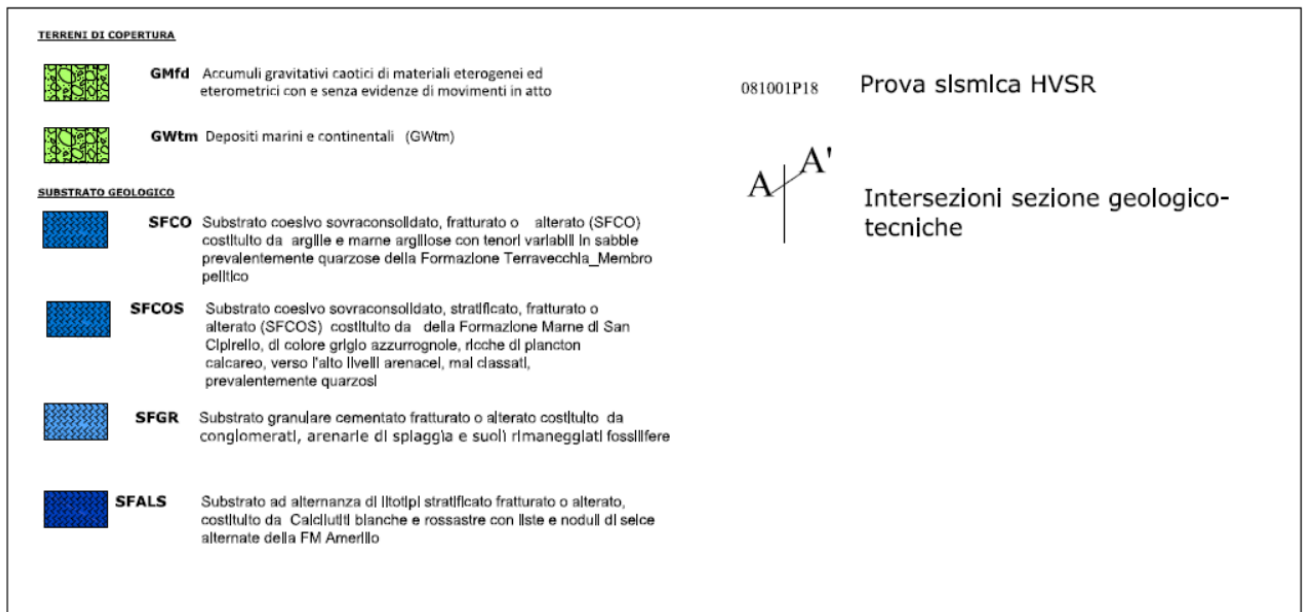 TERRENI DI COPERTURA
GMfd Accumuli gravitativi caotici di materiali eterogenei ed
eterometrici con e senza evidenze di movimenti in atto
GWtm Depositi marini e continentali (GWtm)
SUBSTRATO GEOLOGICO
SFCO Substrato coesivo sovraconsolidato, fratturato o alterato (SFCO)
costituito da argille e marne argillose con tenori variabili in sabbie
prevalentemente quarzose della Formazione Terravecchia_Membro
pelitico
SFCOS Substrato coesivo sovraconsolidato, stratificato, fratturato o
alterato (SFCOS) costituito da della Formazione Marne di San
Cipirello, di colore grigio azzurrognole, ricche di plancton
calcareo, verso l'alto livelli arenacei, mal classati,
prevalentemente quarzosi
SFGR Substrato granulare cementato fratturato o alterato costituito da
conglomerati, arenarie di spiaggia e suoli rimaneggiati fossilifere
SFALS Substrato ad alternanza di litotipi stratificato fratturato o alterato,
costituito da Calcilutiti bianche e rossastre con liste e noduli di selce
alternate della FM Amerillo
081001P18 Prova sismica HVSR
A A'
Intersezioni sezione geologico-
tecniche